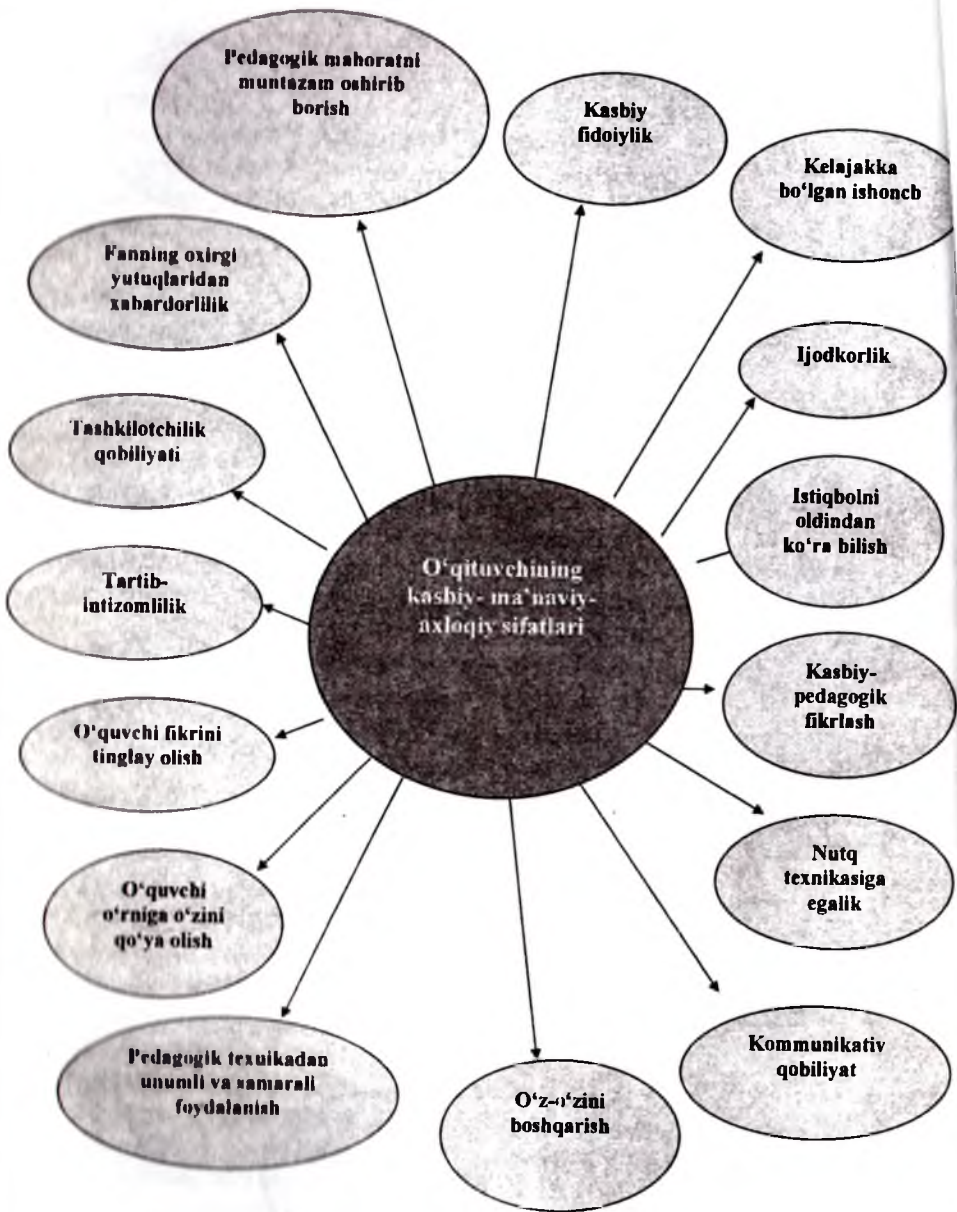 Pedagogik mahoratni
muntazam oshirib
borish
Kasbiy
fidoiylik
Kelajakka
bo‘lgan ishonch
Fanning oxirgi
yutuqlaridan
xabardorlilik
Ijodkorlik
Tashkilotchilik
qobiliyati
Istiqbolni
oldindan
ko‘ra bilish
O‘qituvchining
kasbiy- ma’naviy-
axloqiy sifatlari
Tartib-
intizomlilik
Kasbiy-
pedagogik
fikrlash
O‘quvchi fikrini
tinglay olish
Nutq
texnikasiga
egalik
O‘quvchi
o‘rniga o‘zini
qo‘ya olish
Kommunikativ
qobiliyat
Pedagogik texnikadan
unumli va samarali
foydalanish
O‘z-o‘zini
boshqarish